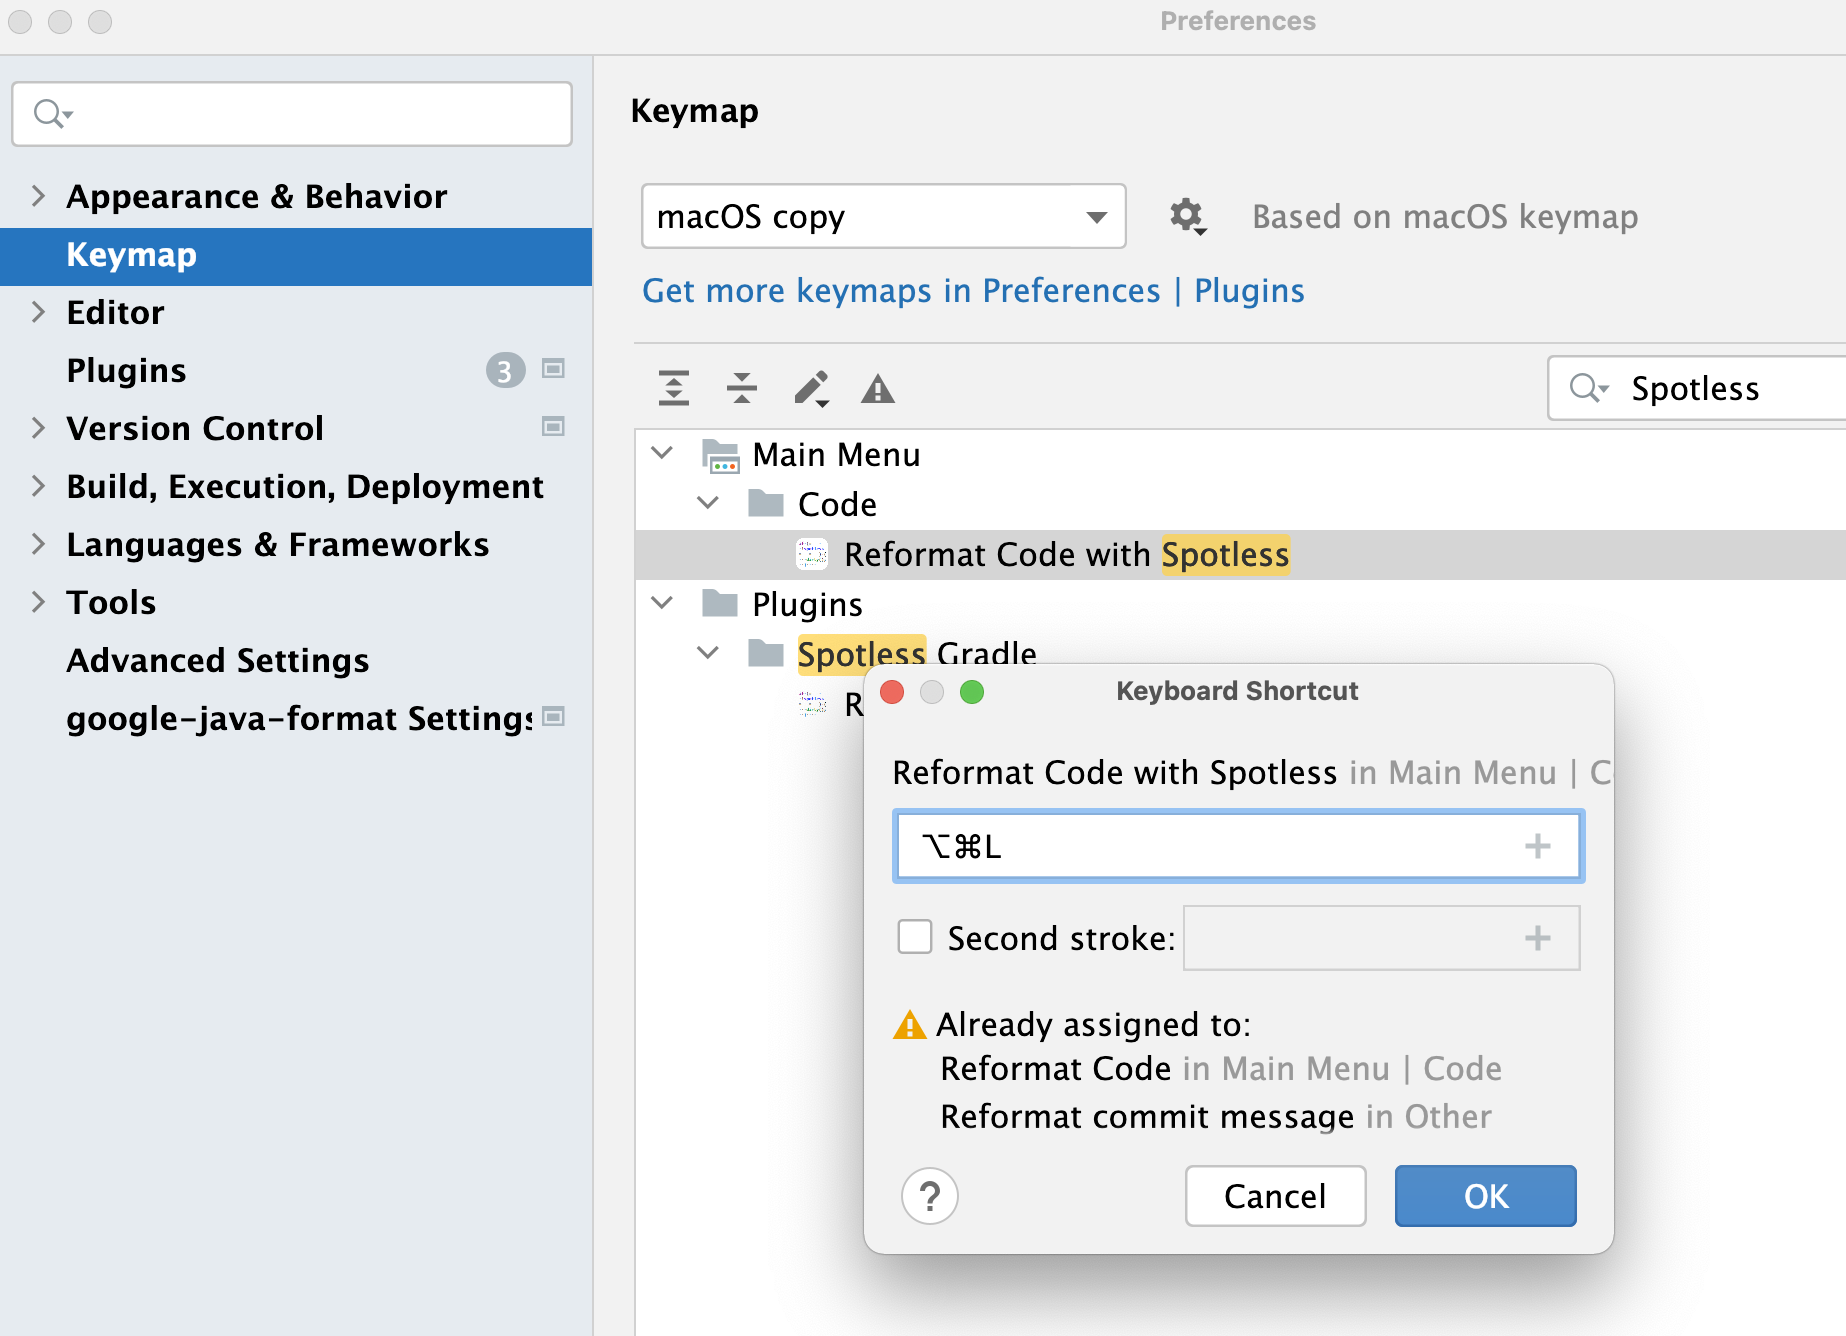 Preferences
Appearance & Behavior
Keymap
Editor
Plugins 3
Version Control
Build, Execution, Deployment
Languages & Frameworks
Tools
Advanced Settings
google-java-format Settings
Keymap
macOS copy
Based on macOS keymap
Get more keymaps in Preferences | Plugins
Spotless
Main Menu
Code
Reformat Code with Spotless
Plugins
Spotless Gradle
R
Keyboard Shortcut
Reformat Code with Spotless in Main Menu | C
⌥⌘L
Second stroke:
Already assigned to:
Reformat Code in Main Menu | Code
Reformat commit message in Other
?
Cancel
OK